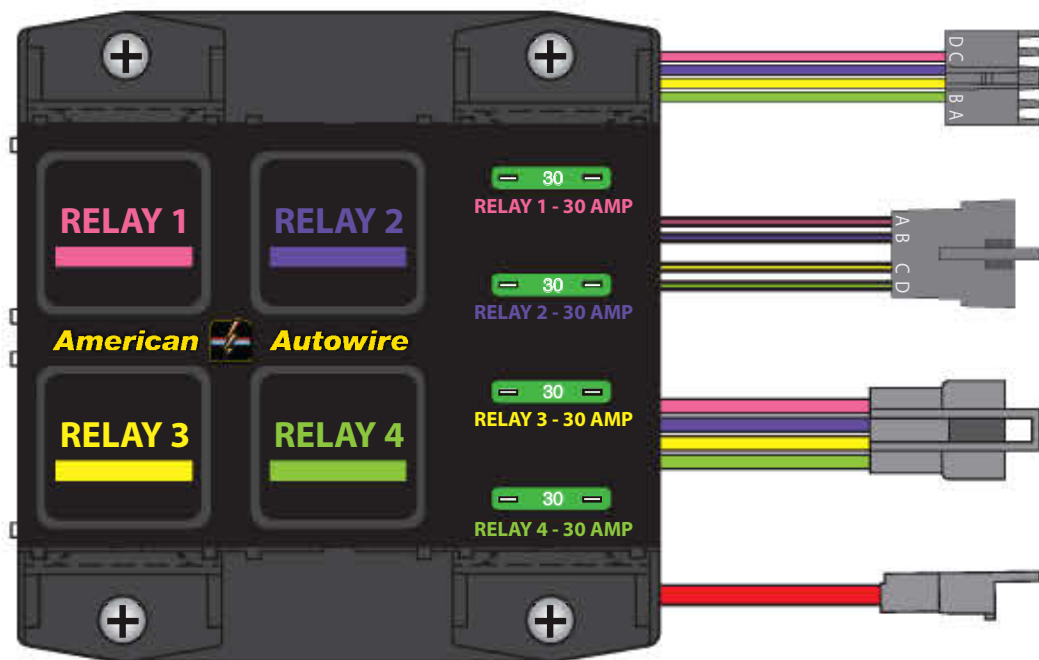 D C
B A
30
RELAY 1
RELAY 2
RELAY 1 - 30 AMP
A
B
C
D
30
RELAY 2 - 30 AMP
American Autowire
30
RELAY 3 - 30 AMP
RELAY 3
RELAY 4
30
RELAY 4 - 30 AMP